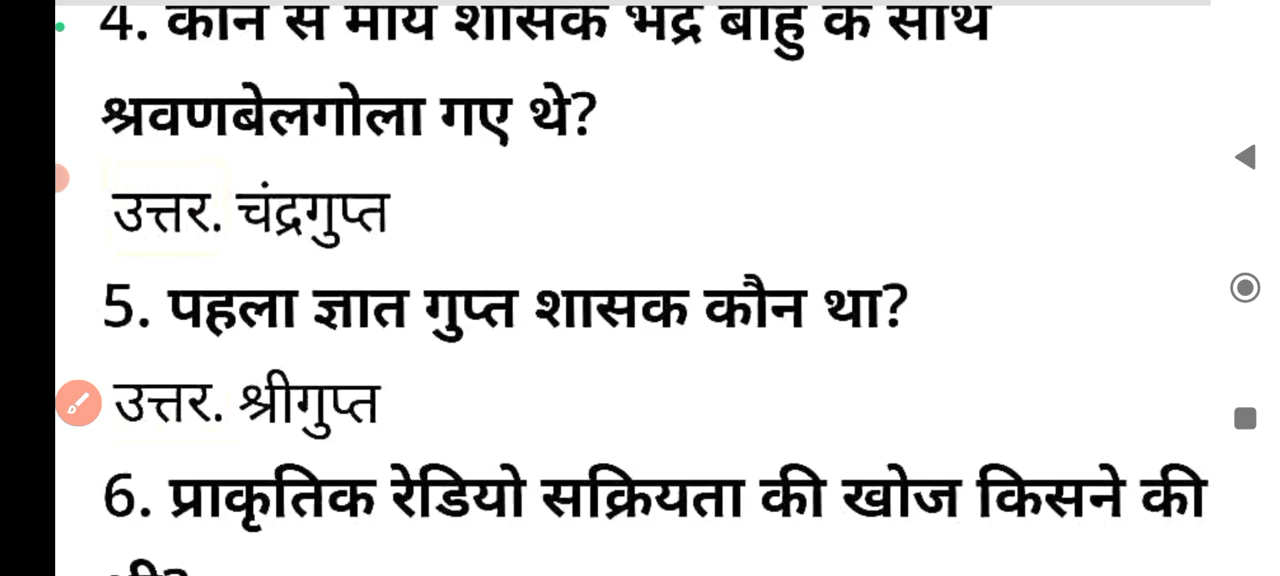 4. कौन से मौर्य शासक भद्र बाहु के साथ
श्रवणबेलगोला गए थे?
उत्तर. चंद्रगुप्त
5. पहला ज्ञात गुप्त शासक कौन था?
उत्तर. श्रीगुप्त
6. प्राकृतिक रेडियो सक्रियता की खोज किसने की
थी?